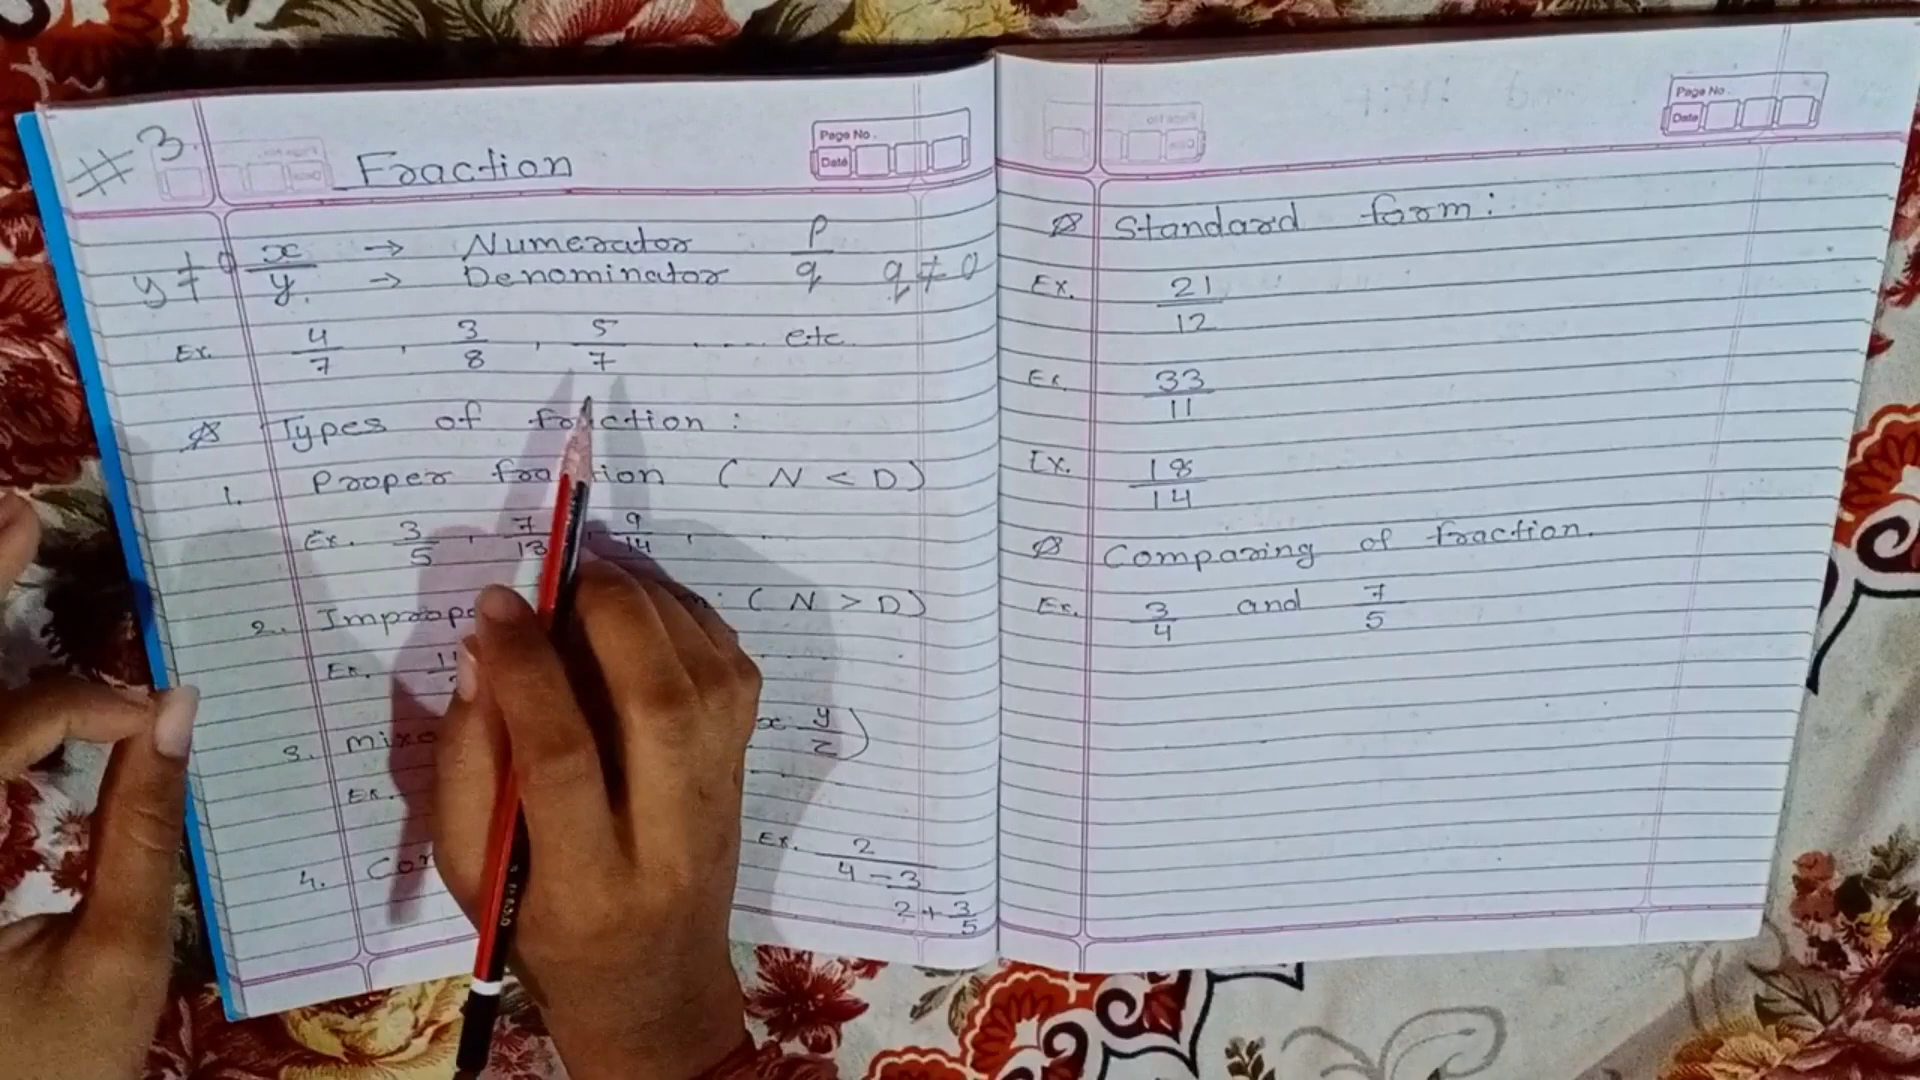 #3.
Fraction
Page No.
Date
y ≠ 0 x/y → Numerator
→ Denominator
p/q q ≠ 0
Ex. 4/7 , 3/8 , 5/7 ..... etc
Types of fraction :
1. Proper fraction ( N < D )
Ex. 3/5 , 7/13 , 9/14 , .....
2. ( N > D )
Ex.
3. x y/z )
Ex.
4.
Ex. 2
4 - 3
2 + 3/5
Page No.
Date
Standard form :
Ex. 21/12
Ex. 33/11
Ex. 18/14
Comparing of fraction.
Ex. 3/4 and 7/5